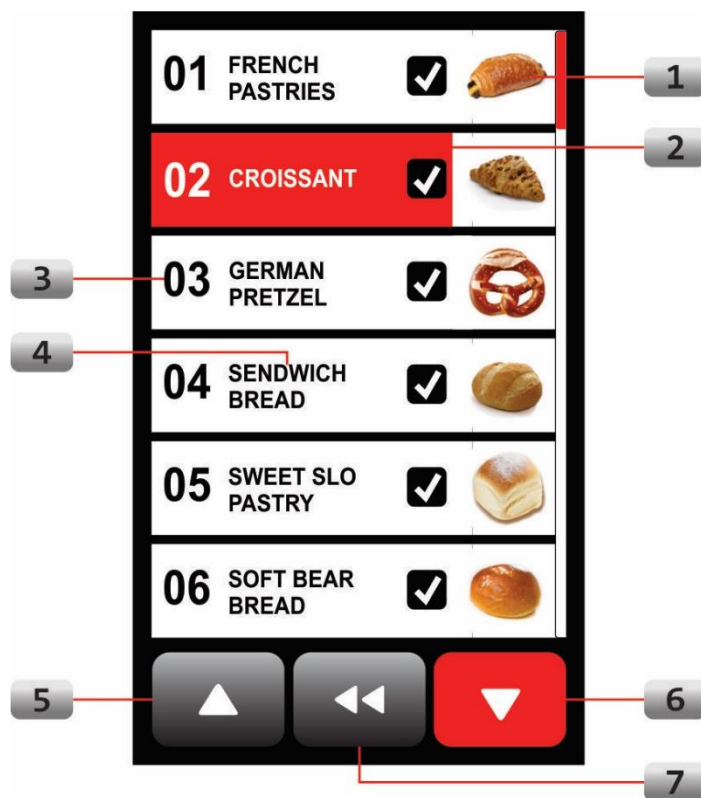 01 FRENCH
PASTRIES
1
2
02 CROISSANT
3
03 GERMAN
PRETZEL
4
04 SENDWICH
BREAD
05 SWEET SLO
PASTRY
06 SOFT BEAR
BREAD
5
6
7